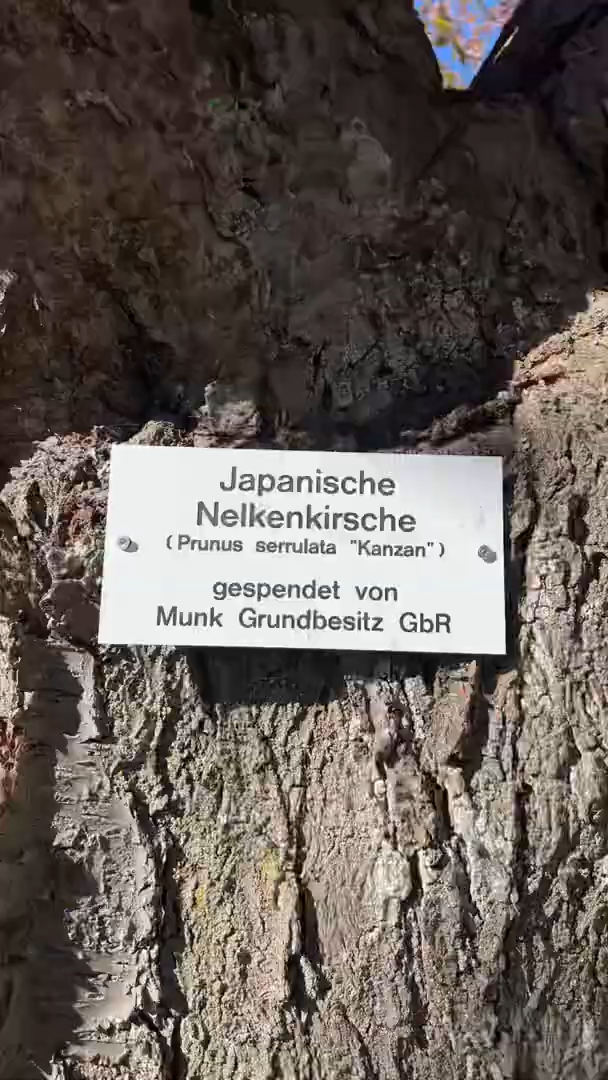 Japanische
Nelkenkirsche
(Prunus serrulata "Kanzan")
gespendet von
Munk Grundbesitz GbR